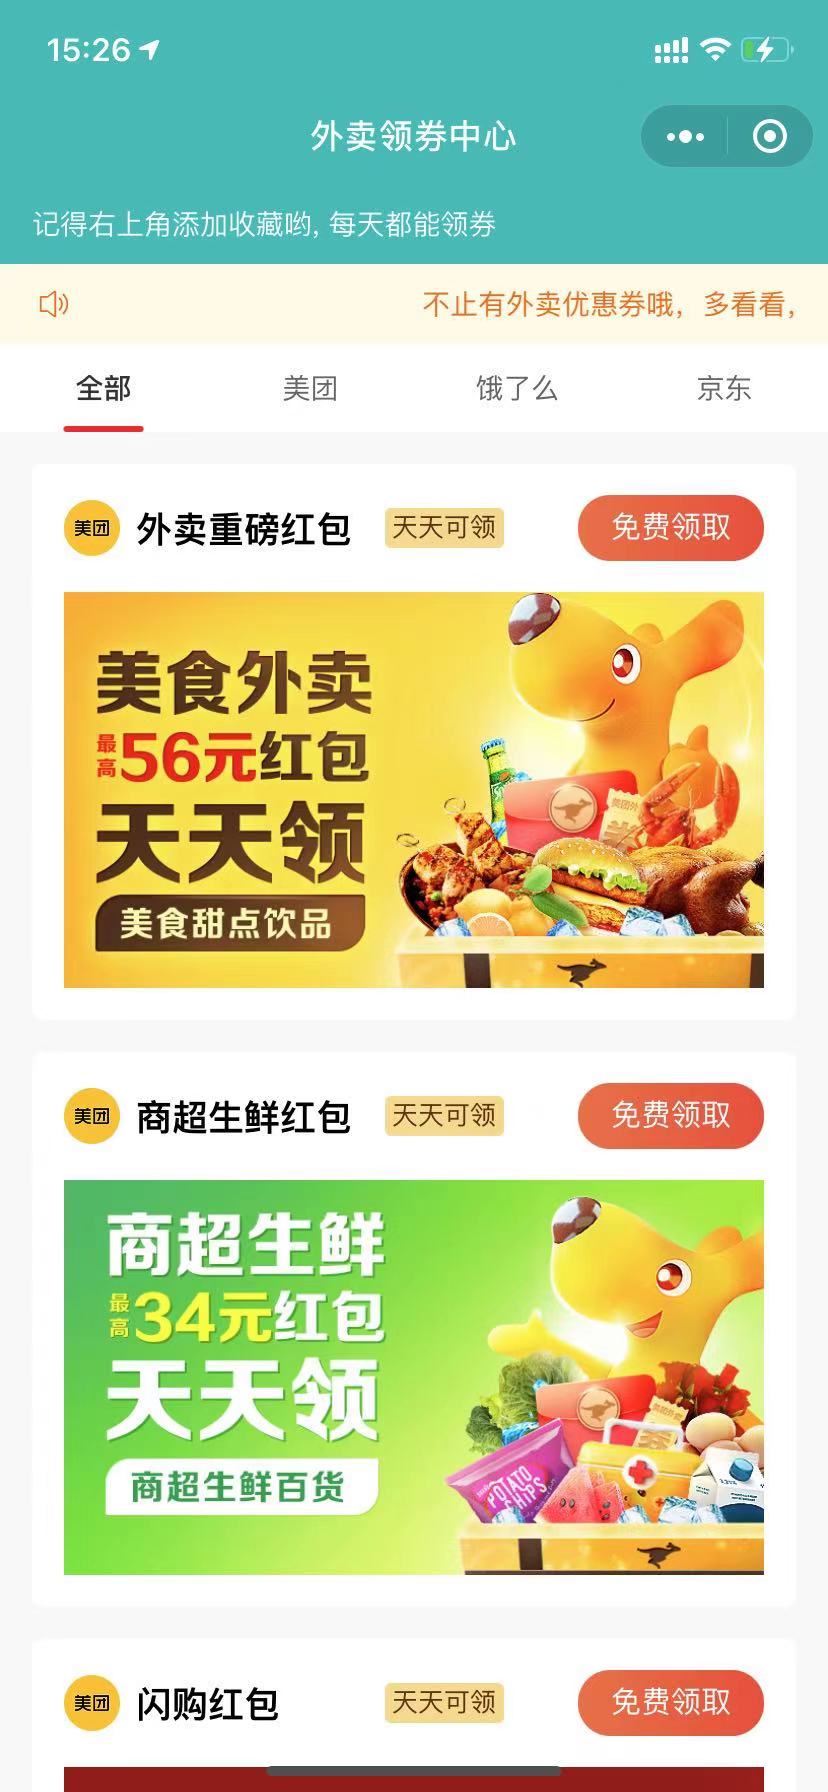 15:26
外卖领券中心
记得右上角添加收藏哟, 每天都能领券
不止有外卖优惠券哦，多看看，
全部 美团 饿了么 京东
美团 外卖重磅红包 天天可领 免费领取
美食外卖
最高56元红包
天天领
美食甜点饮品
美团 商超生鲜红包 天天可领 免费领取
商超生鲜
最高34元红包
天天领
商超生鲜百货
POTATO
CHIPS
美团 闪购红包 天天可领 免费领取